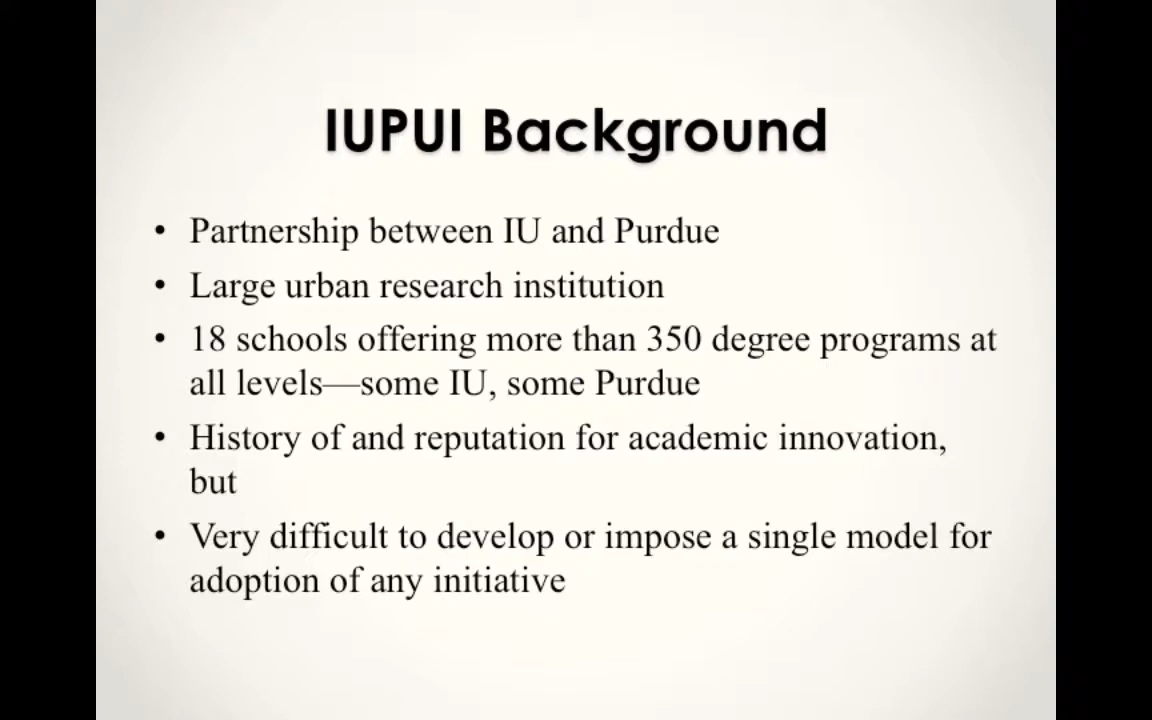 IUPUI Background
• Partnership between IU and Purdue
• Large urban research institution
• 18 schools offering more than 350 degree programs at
all levels—some IU, some Purdue
• History of and reputation for academic innovation,
but
• Very difficult to develop or impose a single model for
adoption of any initiative